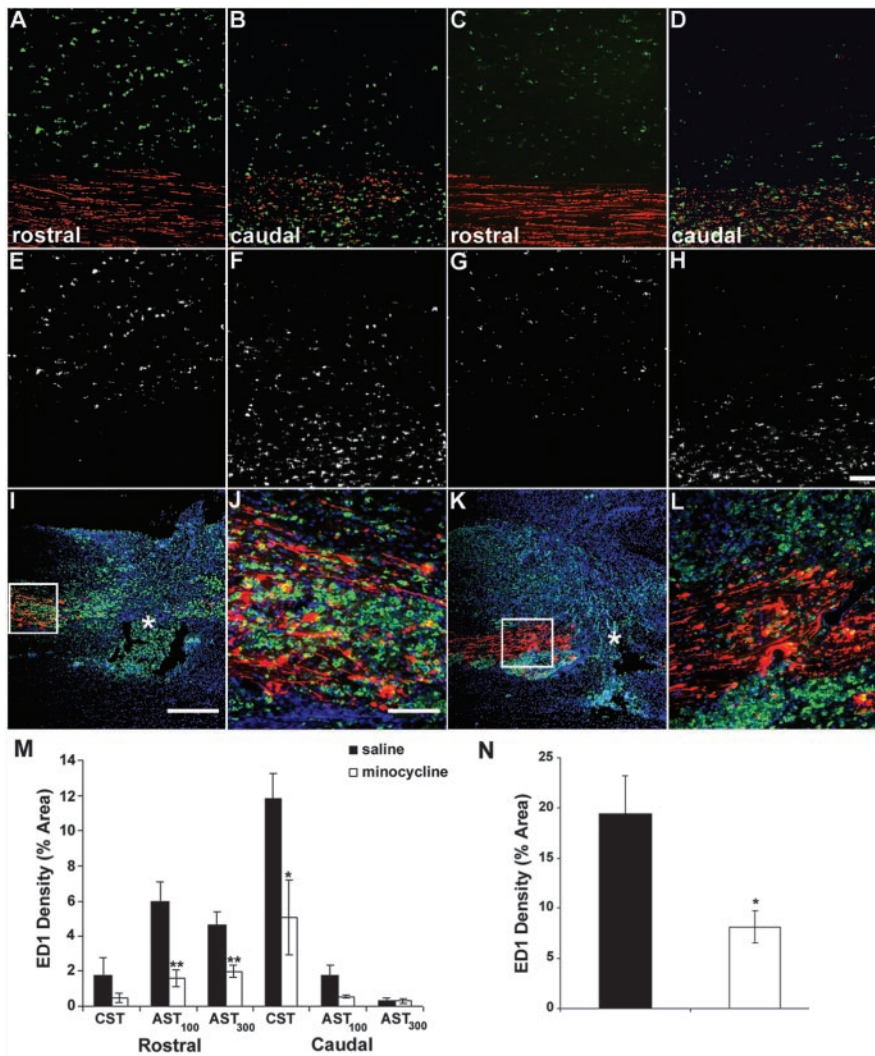 A B C D
rostral caudal rostral caudal
E F G H
I J K L
* *
M
saline
minocycline
ED1 Density (% Area)
14
12
10
8
6
4
2
0
** ** *
CST AST100 AST300 CST AST100 AST300
Rostral Caudal
N
ED1 Density (% Area)
25
20
15
10
5
0
*